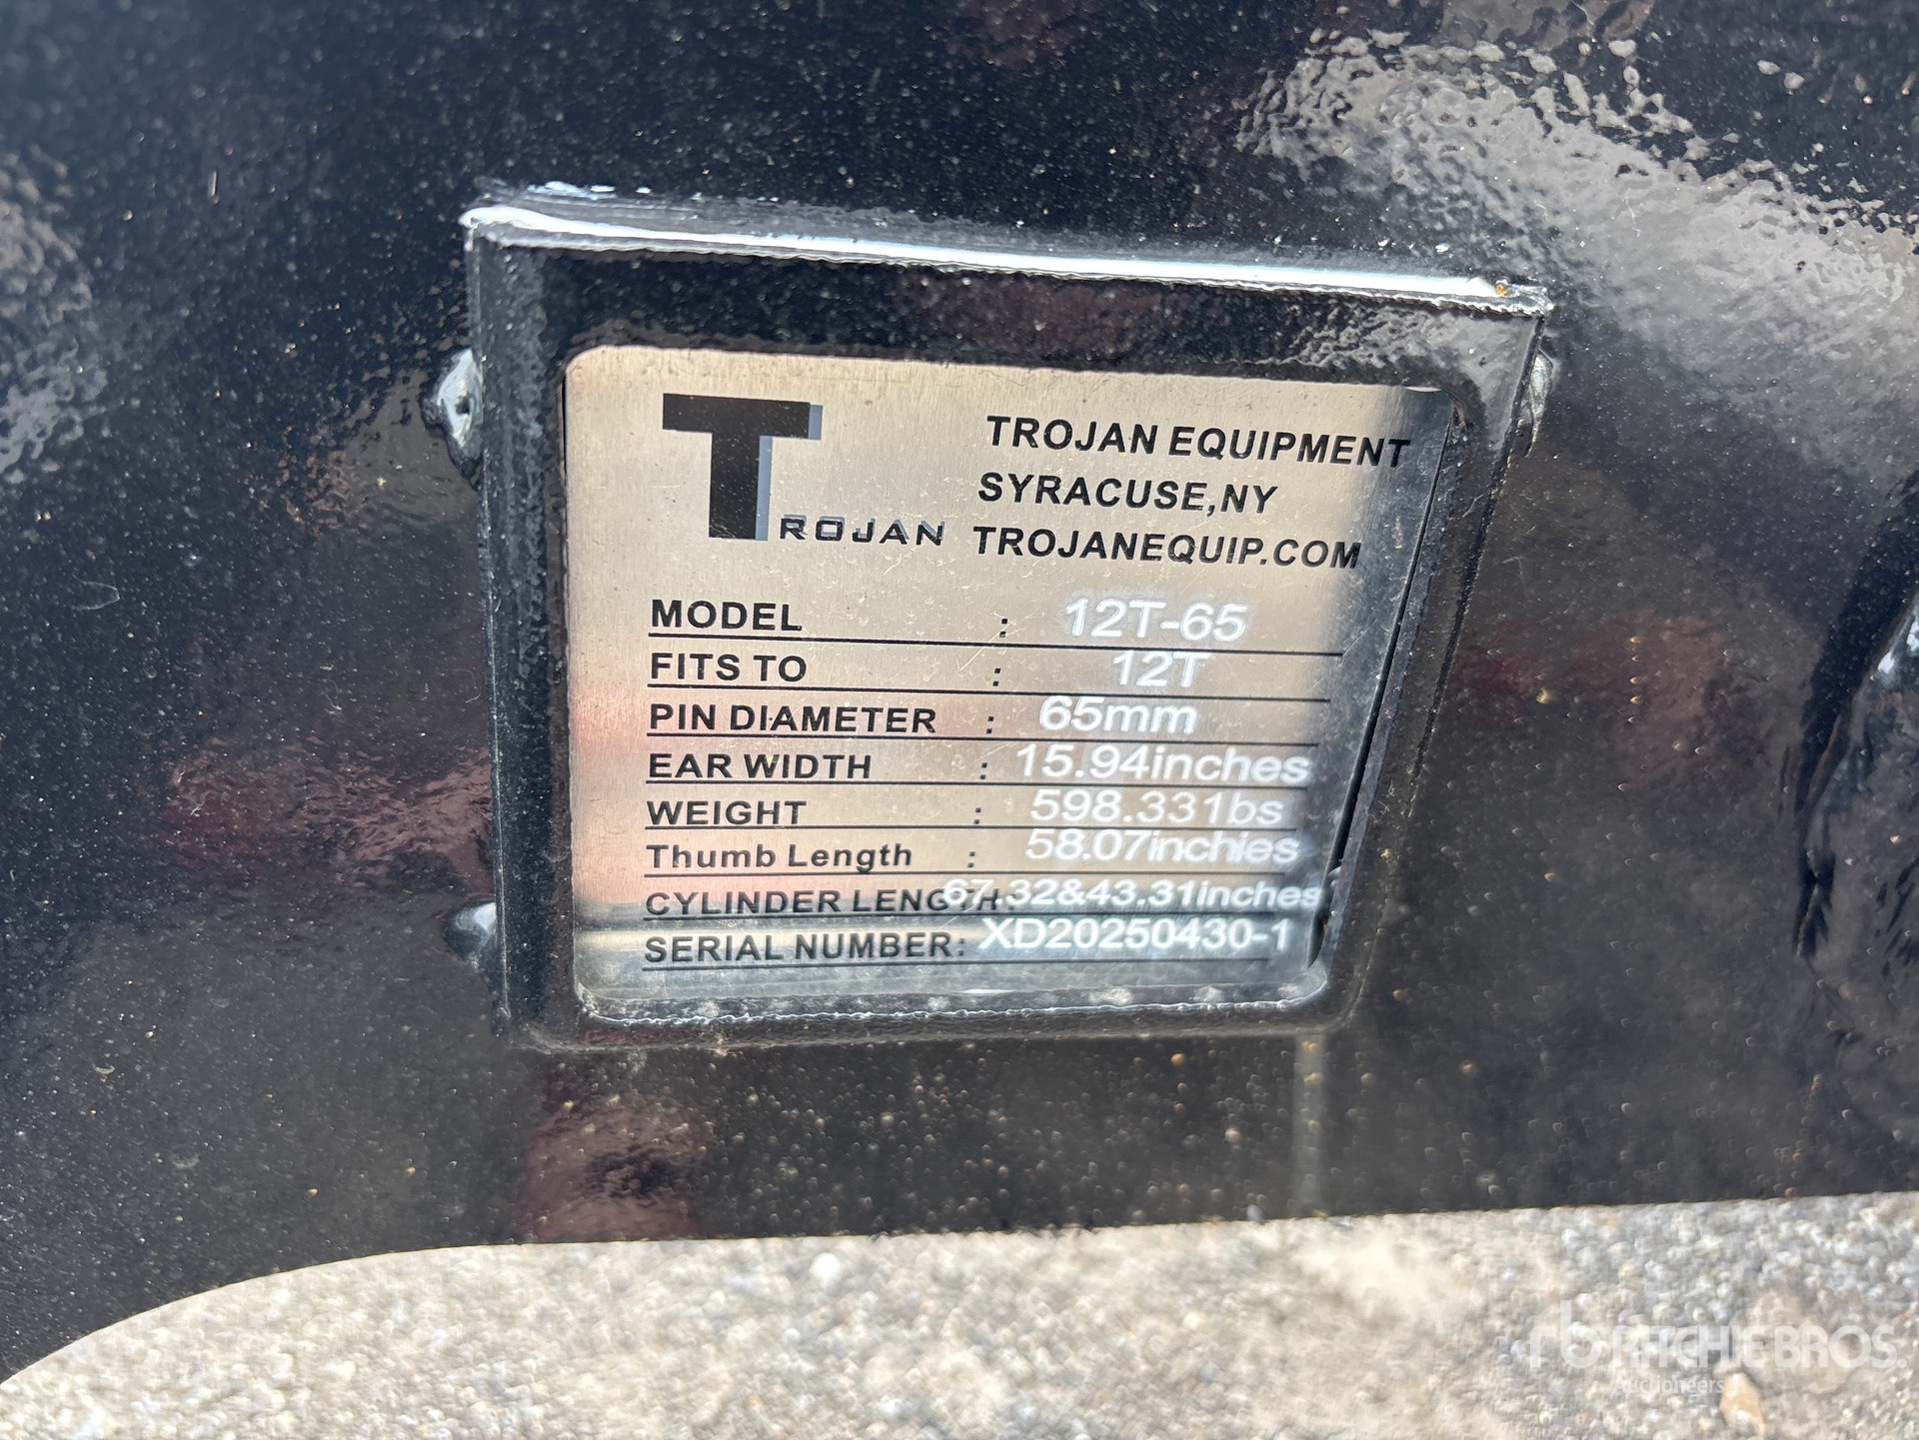 TROJAN
TROJAN EQUIPMENT
SYRACUSE,NY
TROJANEQUIP.COM
MODEL : 12T-65
FITS TO : 12T
PIN DIAMETER : 65mm
EAR WIDTH : 15.94inches
WEIGHT : 598.331bs
Thumb Length : 58.07inchies
CYLINDER LENGTH: 67.32&43.31inches
SERIAL NUMBER: XD20250430-1
rb RITCHIE BROS.
Auctioneers